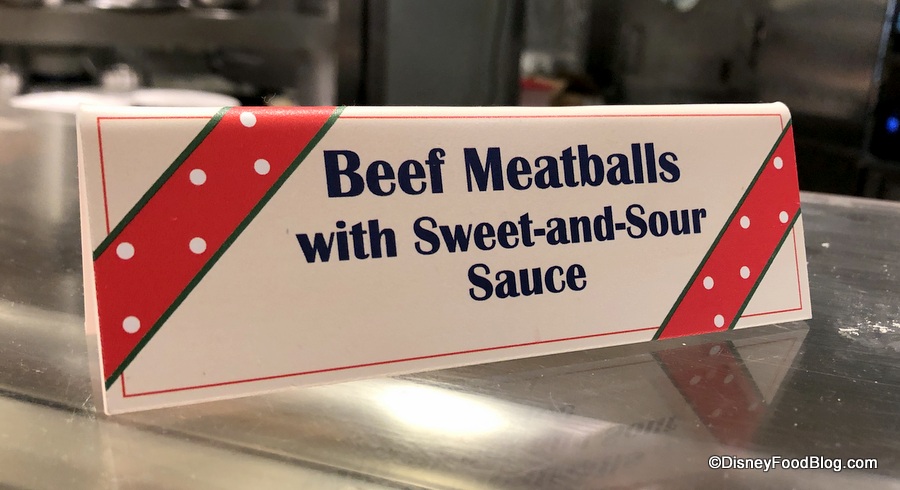 Beef Meatballs
with Sweet-and-Sour
Sauce
©DisneyFoodBlog.com